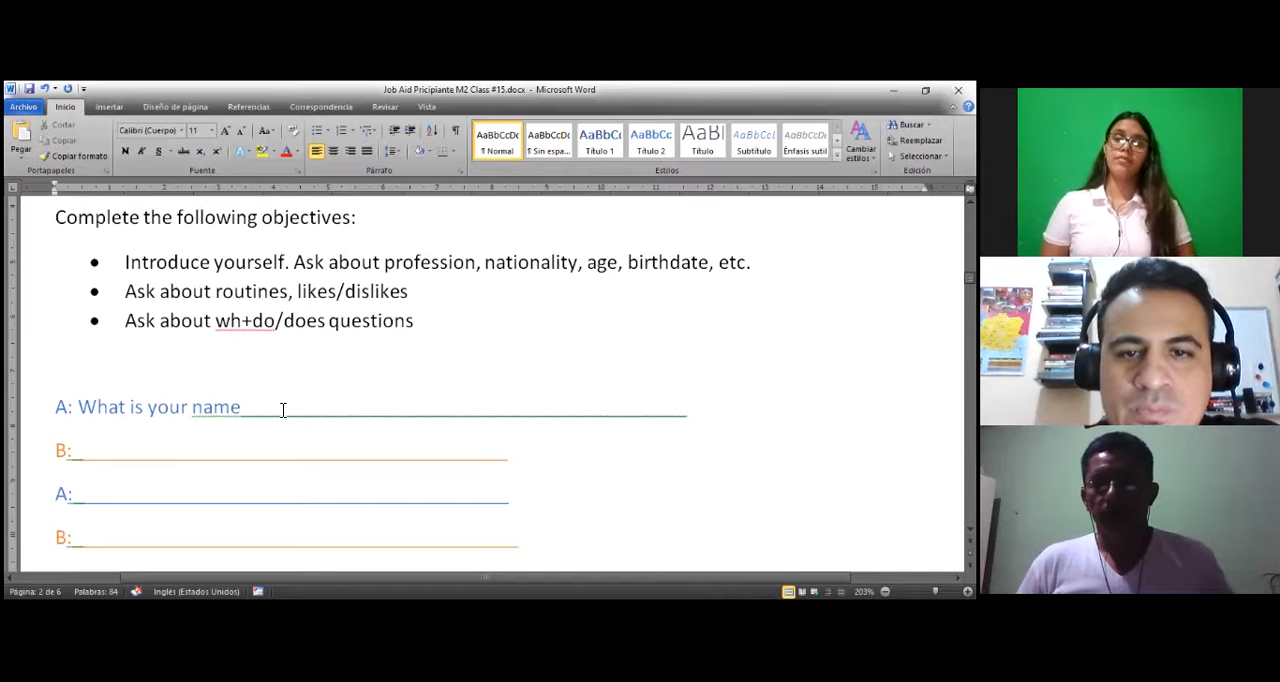 Job Aid Pricipiante M2 Class #15.docx - Microsoft Word
Archivo Inicio Insertar Diseño de página Referencias Correspondencia Revisar Vista
Pegar
Cortar
Copiar
Copiar formato
Portapapeles
Calibri (Cuerpo) 11
Fuente
Párrafo
AaBbCcDc AaBbCcDc AaBbCc AaBbCc AaBl AaBbCcl AaBbCcDc
¶ Normal ¶ Sin espa... Título 1 Título 2 Título Subtítulo Énfasis sutil
Cambiar estilos
Estilos
Buscar
Reemplazar
Seleccionar
Edición
Complete the following objectives:
• Introduce yourself. Ask about profession, nationality, age, birthdate, etc.
• Ask about routines, likes/dislikes
• Ask about wh+do/does questions
A: What is your name
B:
A:
B:
Página: 2 de 6 Palabras: 84 Inglés (Estados Unidos) 203%